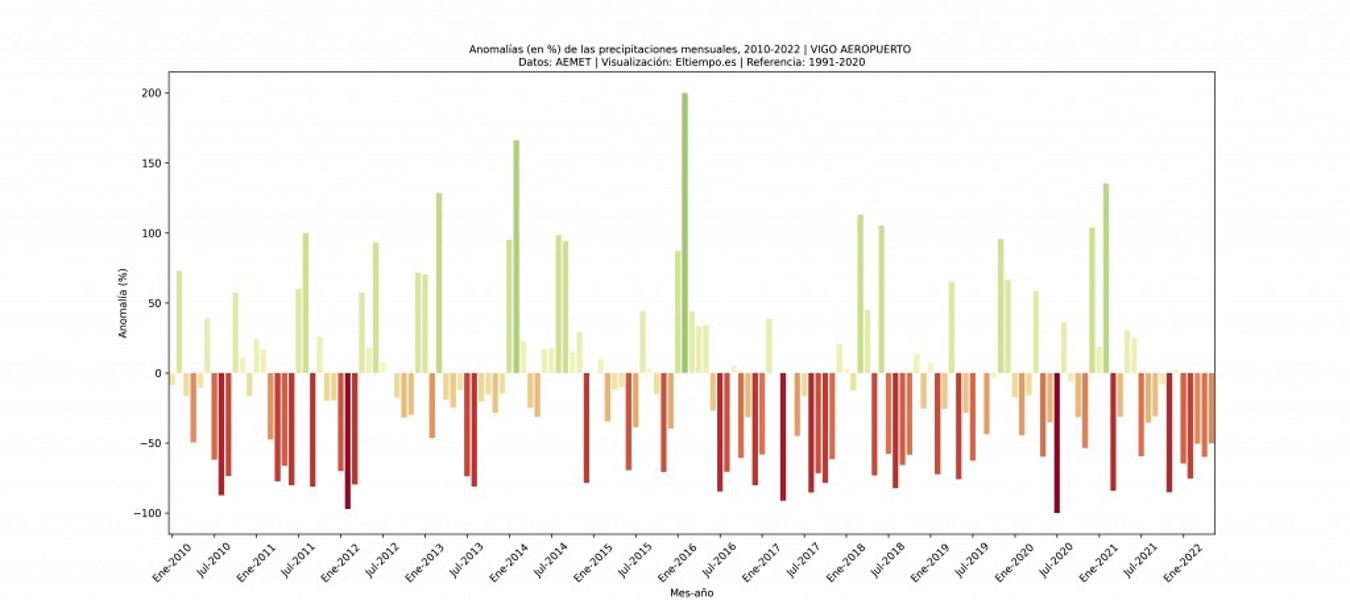 Anomalías (en %) de las precipitaciones mensuales, 2010-2022 | VIGO AEROPUERTO
Datos: AEMET | Visualización: Eltiempo.es | Referencia: 1991-2020
Anomalía (%)
200
150
100
50
0
−50
−100
Ene-2010
Jul-2010
Ene-2011
Jul-2011
Ene-2012
Jul-2012
Ene-2013
Jul-2013
Ene-2014
Jul-2014
Ene-2015
Jul-2015
Ene-2016
Jul-2016
Ene-2017
Jul-2017
Ene-2018
Jul-2018
Ene-2019
Jul-2019
Ene-2020
Jul-2020
Ene-2021
Jul-2021
Ene-2022
Mes-año